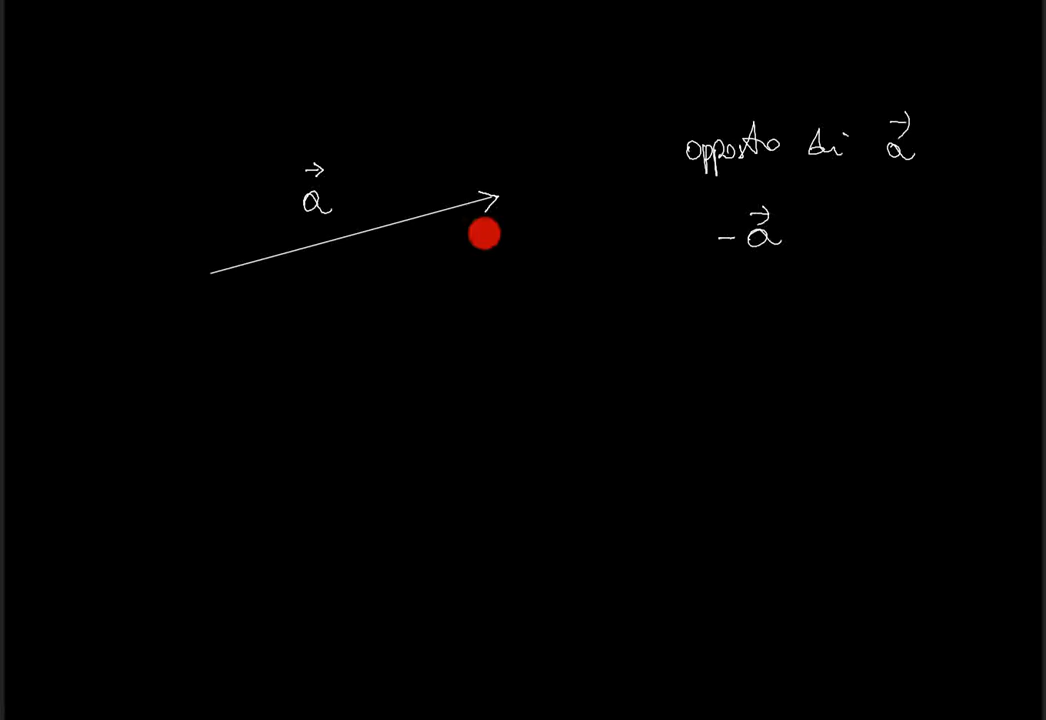 opposto di a⃗
a⃗
-a⃗